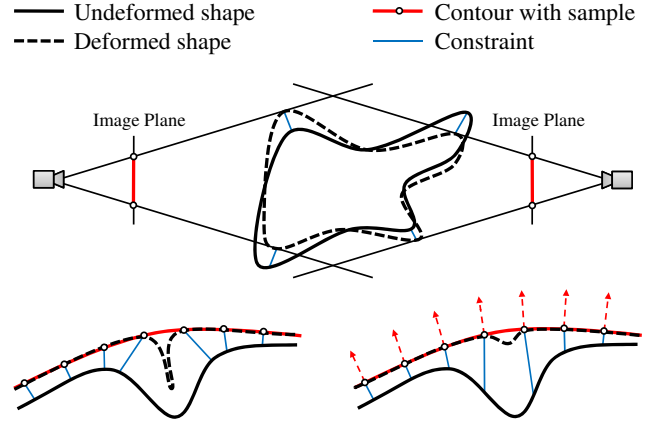 Undeformed shape
Contour with sample
Deformed shape
Constraint
Image Plane
Image Plane